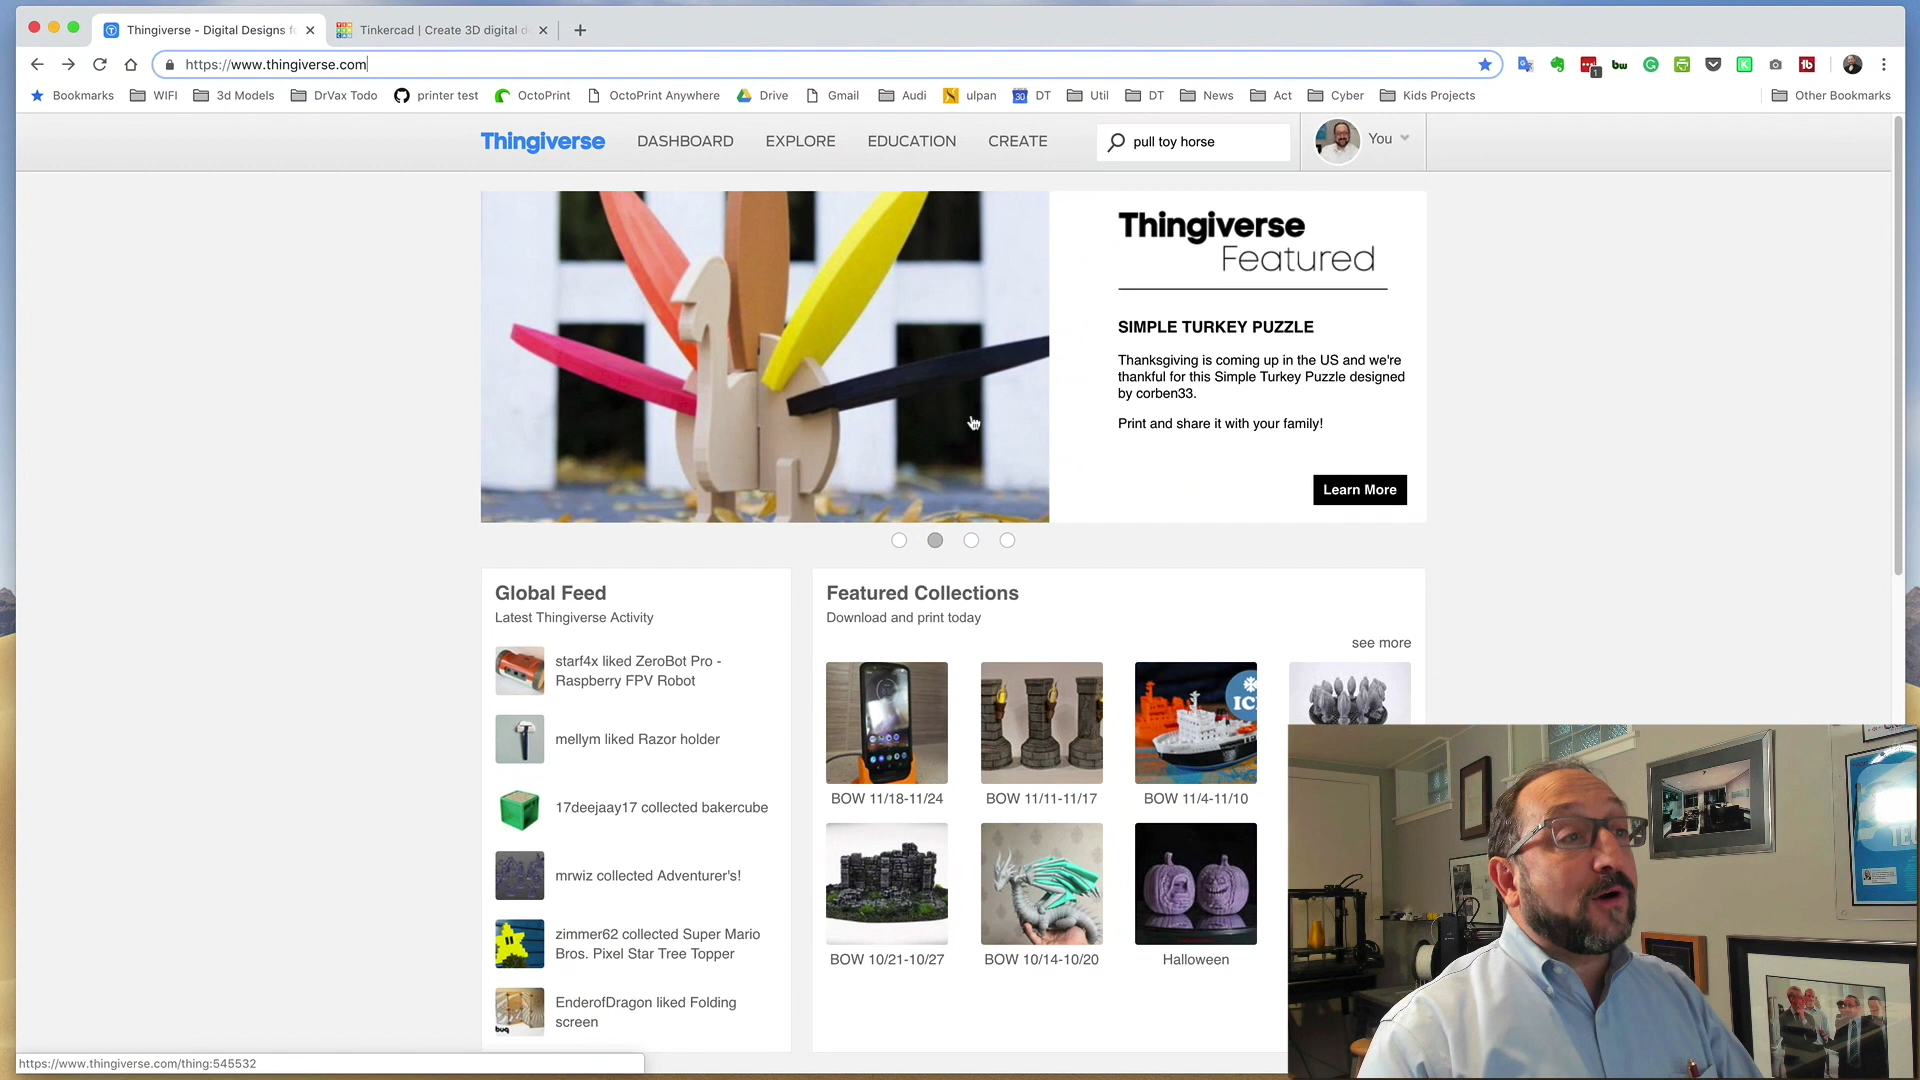 Thingiverse - Digital Designs f
Tinkercad | Create 3D digital d
https://www.thingiverse.com
1
bw
K
tb
Bookmarks
WIFI
3d Models
DrVax Todo
printer test
OctoPrint
OctoPrint Anywhere
Drive
Gmail
Audi
ulpan
30
DT
Util
DT
News
Act
Cyber
Kids Projects
Other Bookmarks
Thingiverse
DASHBOARD
EXPLORE
EDUCATION
CREATE
pull toy horse
You
Thingiverse
Featured
SIMPLE TURKEY PUZZLE
Thanksgiving is coming up in the US and we're
thankful for this Simple Turkey Puzzle designed
by corben33.
Print and share it with your family!
Learn More
Global Feed
Latest Thingiverse Activity
starf4x liked ZeroBot Pro -
Raspberry FPV Robot
mellym liked Razor holder
17deejaay17 collected bakercube
mrwiz collected Adventurer's!
zimmer62 collected Super Mario
Bros. Pixel Star Tree Topper
EnderofDragon liked Folding
screen
Featured Collections
Download and print today
see more
BOW 11/18-11/24
BOW 11/11-11/17
BOW 11/4-11/10
BOW 10/21-10/27
BOW 10/14-10/20
Halloween
https://www.thingiverse.com/thing:545532